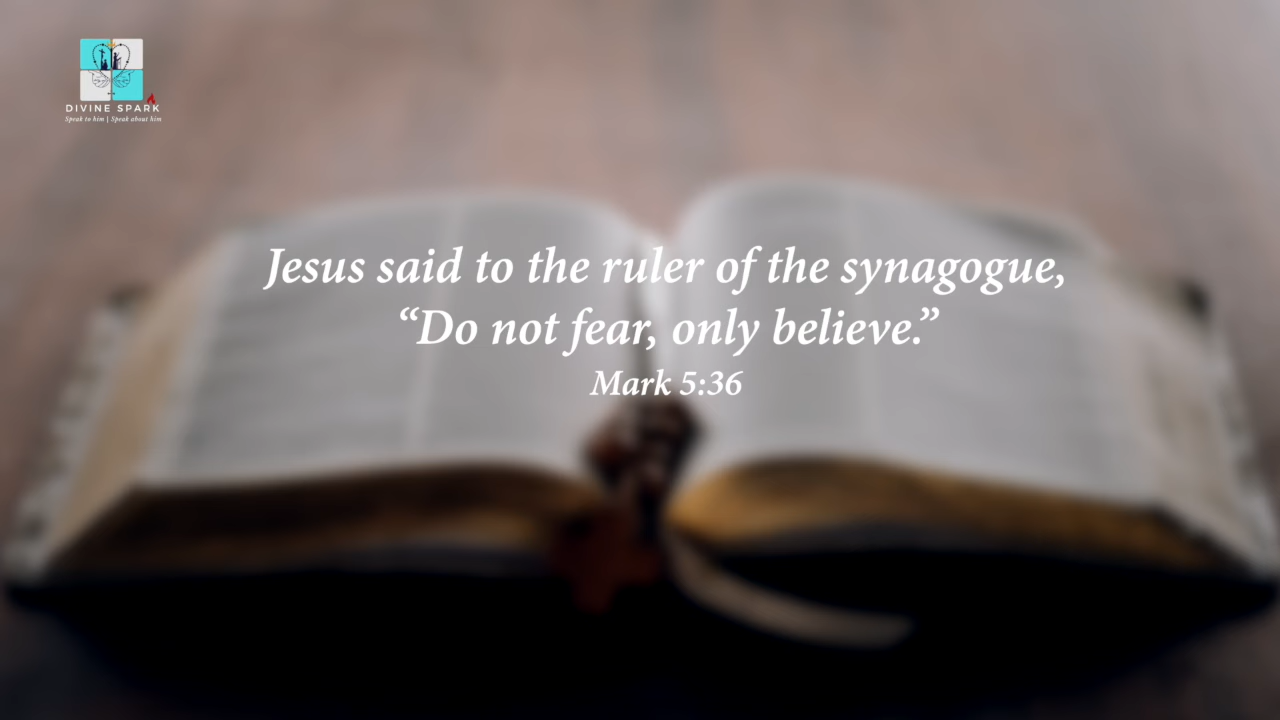 DIVINE SPARK
Speak to him | Speak about him
Jesus said to the ruler of the synagogue,
“Do not fear, only believe.”
Mark 5:36